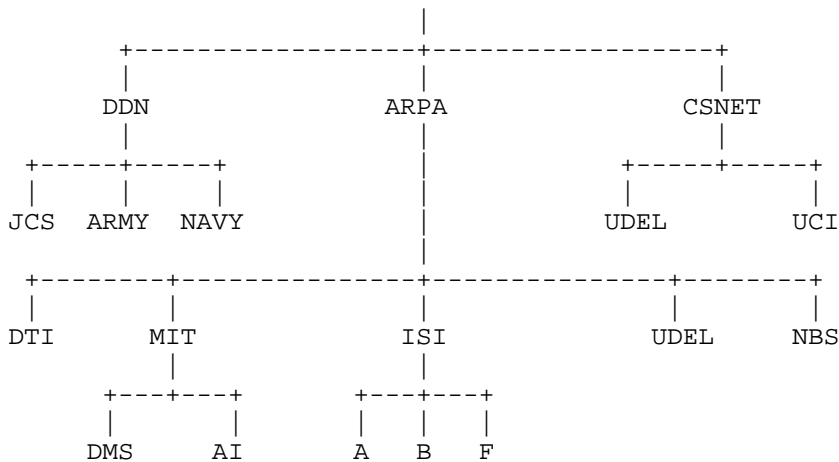 DDN ARPA CSNET
JCS ARMY NAVY UDEL UCI
DTI MIT ISI UDEL NBS
DMS AI A B F